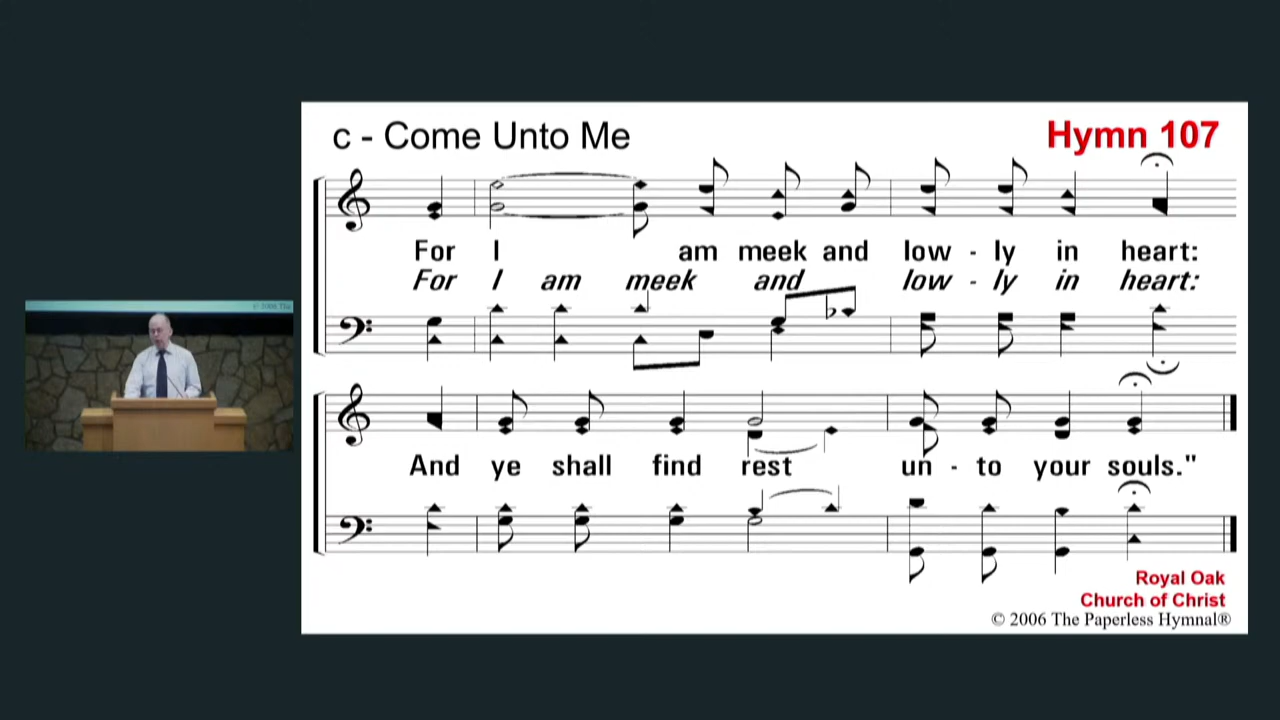 c - Come Unto Me
Hymn 107
For I am meek and low - ly in heart:
For I am meek and low - ly in heart:
And ye shall find rest un - to your souls."
Royal Oak
Church of Christ
© 2006 The Paperless Hymnal®
© 2006 The